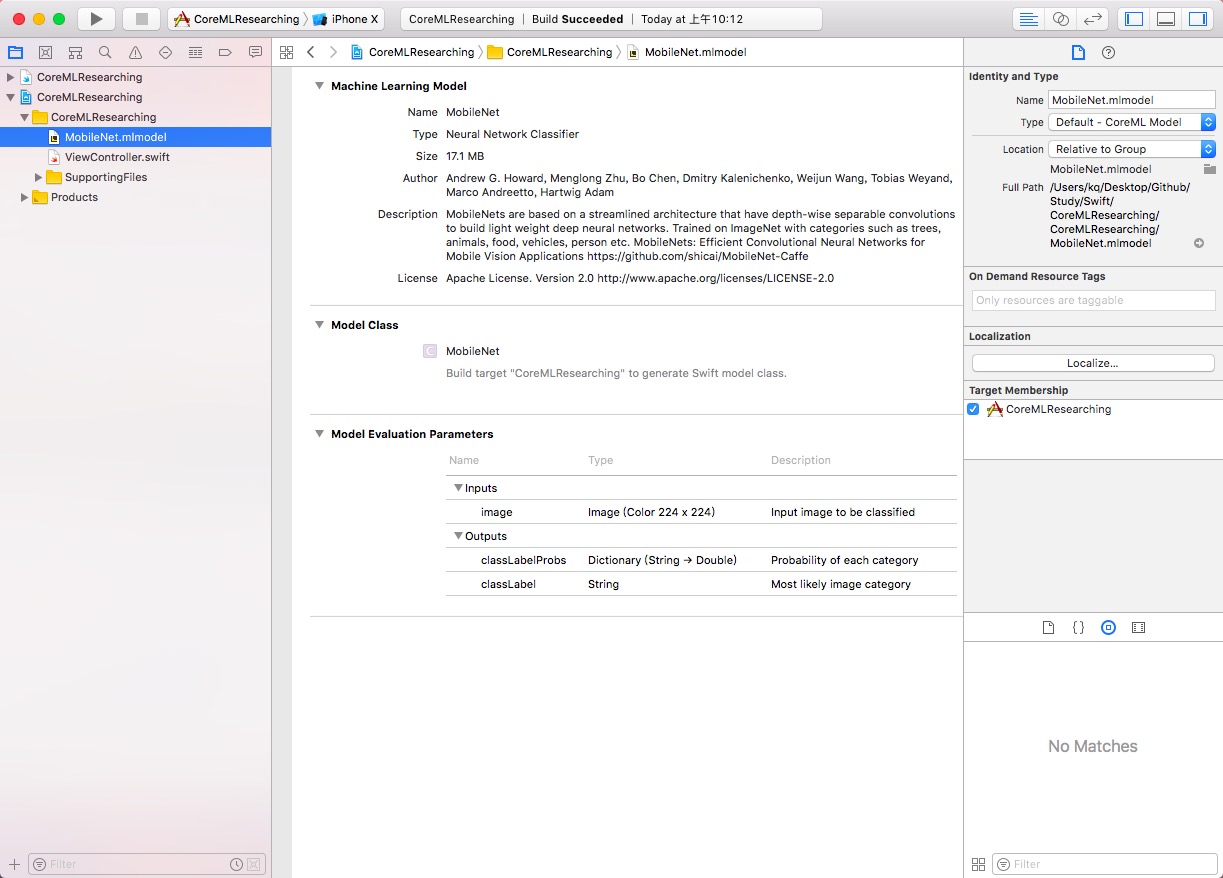 CoreMLResearching iPhone X CoreMLResearching | Build Succeeded | Today at 上午10:12
CoreMLResearching CoreMLResearching MobileNet.mlmodel
CoreMLResearching
CoreMLResearching
CoreMLResearching
MobileNet.mlmodel
ViewController.swift
SupportingFiles
Products
Filter
Machine Learning Model
Name MobileNet
Type Neural Network Classifier
Size 17.1 MB
Author Andrew G. Howard, Menglong Zhu, Bo Chen, Dmitry Kalenichenko, Weijun Wang, Tobias Weyand,
Marco Andreetto, Hartwig Adam
Description MobileNets are based on a streamlined architecture that have depth-wise separable convolutions
to build light weight deep neural networks. Trained on ImageNet with categories such as trees,
animals, food, vehicles, person etc. MobileNets: Efficient Convolutional Neural Networks for
Mobile Vision Applications https://github.com/shicai/MobileNet-Caffe
License Apache License. Version 2.0 http://www.apache.org/licenses/LICENSE-2.0
Model Class
C MobileNet
Build target "CoreMLResearching" to generate Swift model class.
Model Evaluation Parameters
Name Type Description
Inputs
image Image (Color 224 x 224) Input image to be classified
Outputs
classLabelProbs Dictionary (String → Double) Probability of each category
classLabel String Most likely image category
Identity and Type
Name MobileNet.mlmodel
Type Default - CoreML Model
Location Relative to Group
MobileNet.mlmodel
Full Path /Users/kq/Desktop/Github/
Study/Swift/
CoreMLResearching/
CoreMLResearching/
MobileNet.mlmodel
On Demand Resource Tags
Only resources are taggable
Localization
Localize...
Target Membership
CoreMLResearching
{}
No Matches
Filter